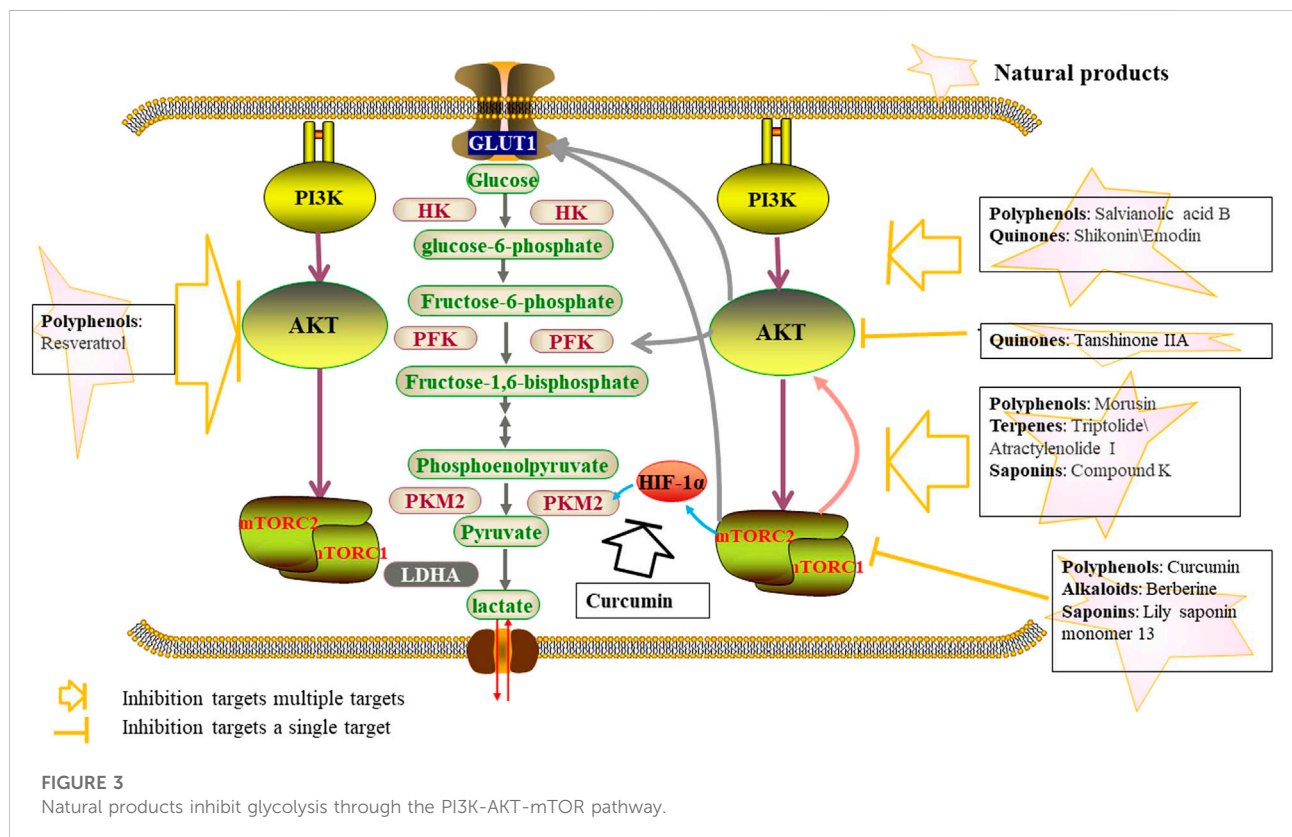 Natural products
GLUT1
Glucose
PI3K
PI3K
HK
HK
glucose-6-phosphate
Polyphenols: Salvianolic acid B
Quinones: Shikonin\Emodin
Fructose-6-phosphate
Polyphenols:
Resveratrol
AKT
PFK
PFK
AKT
Quinones: Tanshinone IIA
Fructose-1,6-bisphosphate
Polyphenols: Morusin
Terpenes: Triptolide\
Atractylenolide I
Saponins: Compound K
Phosphoenolpyruvate
HIF-1α
PKM2
PKM2
mTORC2
mTORC1
Pyruvate
mTORC2
mTORC1
LDHA
lactate
Curcumin
Polyphenols: Curcumin
Alkaloids: Berberine
Saponins: Lily saponin
monomer 13
Inhibition targets multiple targets
Inhibition targets a single target
FIGURE 3
Natural products inhibit glycolysis through the PI3K-AKT-mTOR pathway.